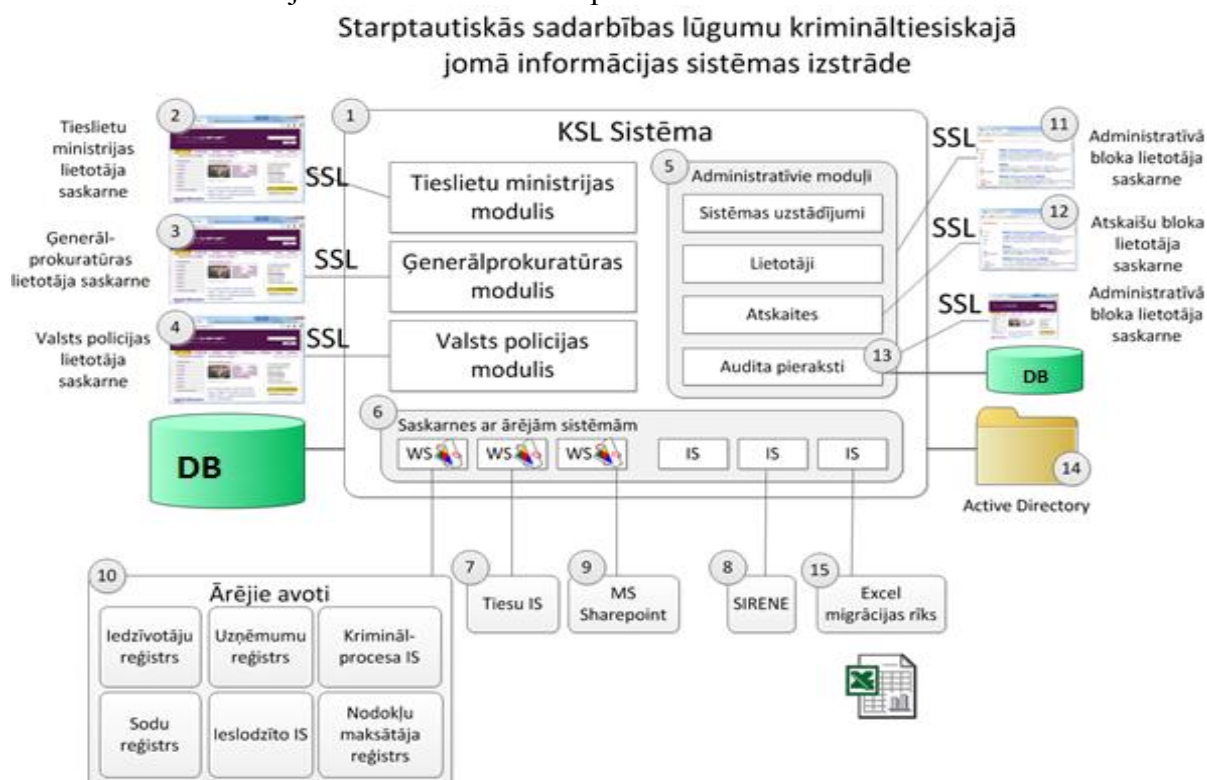 Starptautiskās sadarbības lūgumu krimināltiesiskajā
jomā informācijas sistēmas izstrāde
1
KSL Sistēma
2
Tieslietu
ministrijas
lietotāja
saskarne
SSL
Tieslietu ministrijas
modulis
3
Ģenerāl-
prokuratūras
lietotāja saskarne
SSL
Ģenerālprokuratūras
modulis
4
Valsts policijas
lietotāja
saskarne
SSL
Valsts policijas
modulis
5
Administratīvie moduļi
Sistēmas uzstādījumi
Lietotāji
Atskaites
Audita pieraksti
SSL
11
Administratīvā
bloka lietotāja
saskarne
SSL
12
Atskaišu bloka
lietotāja
saskarne
SSL
13
Administratīvā
bloka lietotāja
saskarne
DB
DB
6
Saskarnes ar ārējām sistēmām
WS
WS
WS
IS
IS
IS
14
Active Directory
10
Ārējie avoti
Iedzīvotāju
reģistrs
Uzņēmumu
reģistrs
Krimināl-
procesa IS
Sodu
reģistrs
Ieslodzīto IS
Nodokļu
maksātāja
reģistrs
7
Tiesu IS
9
MS
Sharepoint
8
SIRENE
15
Excel
migrācijas rīks